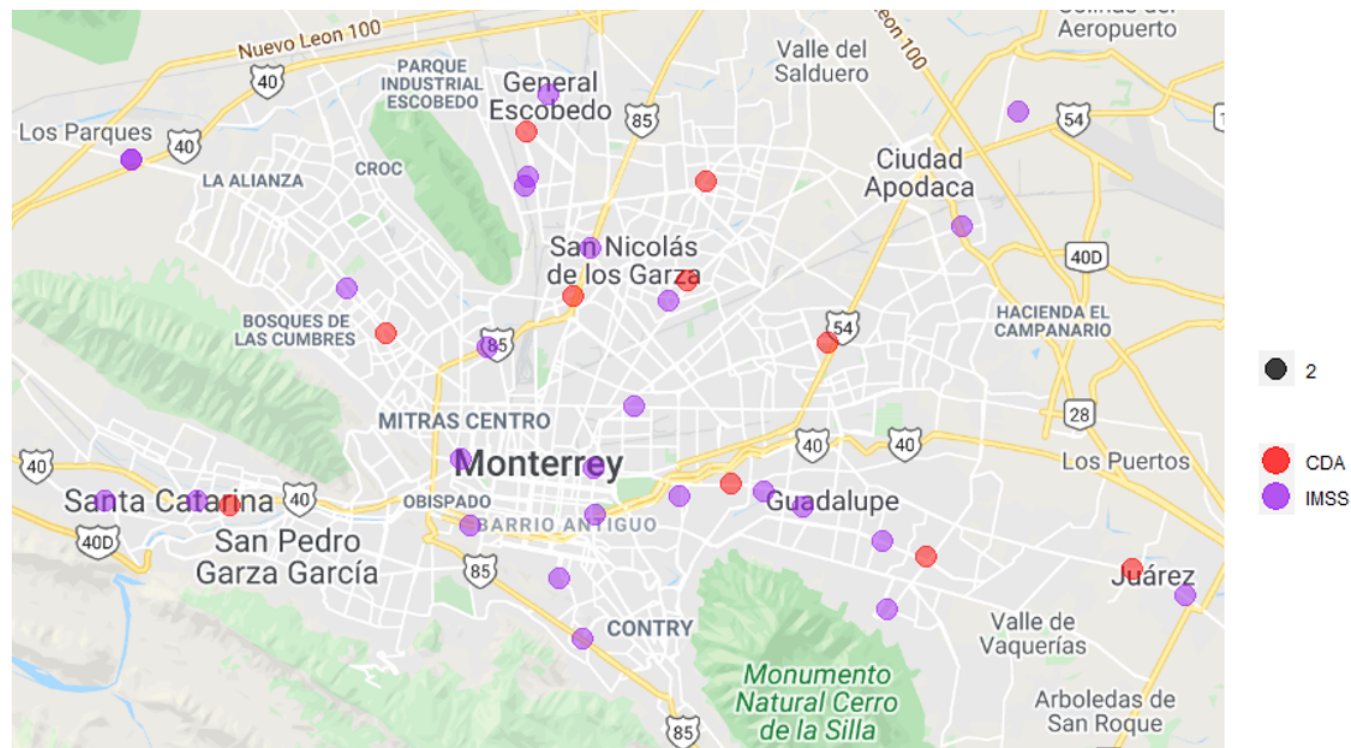 Nuevo Leon 100
40
PARQUE
INDUSTRIAL
ESCOBEDO
General
Escobedo
85
Valle del
Salduero
Leon 100
Aeropuerto
54
Los Parques
40
LA ALIANZA
CROC
Ciudad
Apodaca
San Nicolás
de los Garza
40D
BOSQUES DE
LAS CUMBRES
85
54
HACIENDA EL
CAMPANARIO
2
MITRAS CENTRO
28
40
40
40
Monterrey
Los Puertos
CDA
Santa Catarina
40
OBISPADO
Guadalupe
IMSS
BARRIO ANTIGUO
40D
San Pedro
Garza García
85
Juárez
CONTRY
Valle de
Vaquerías
Monumento
Natural Cerro
de la Silla
Arboledas de
San Roque
85